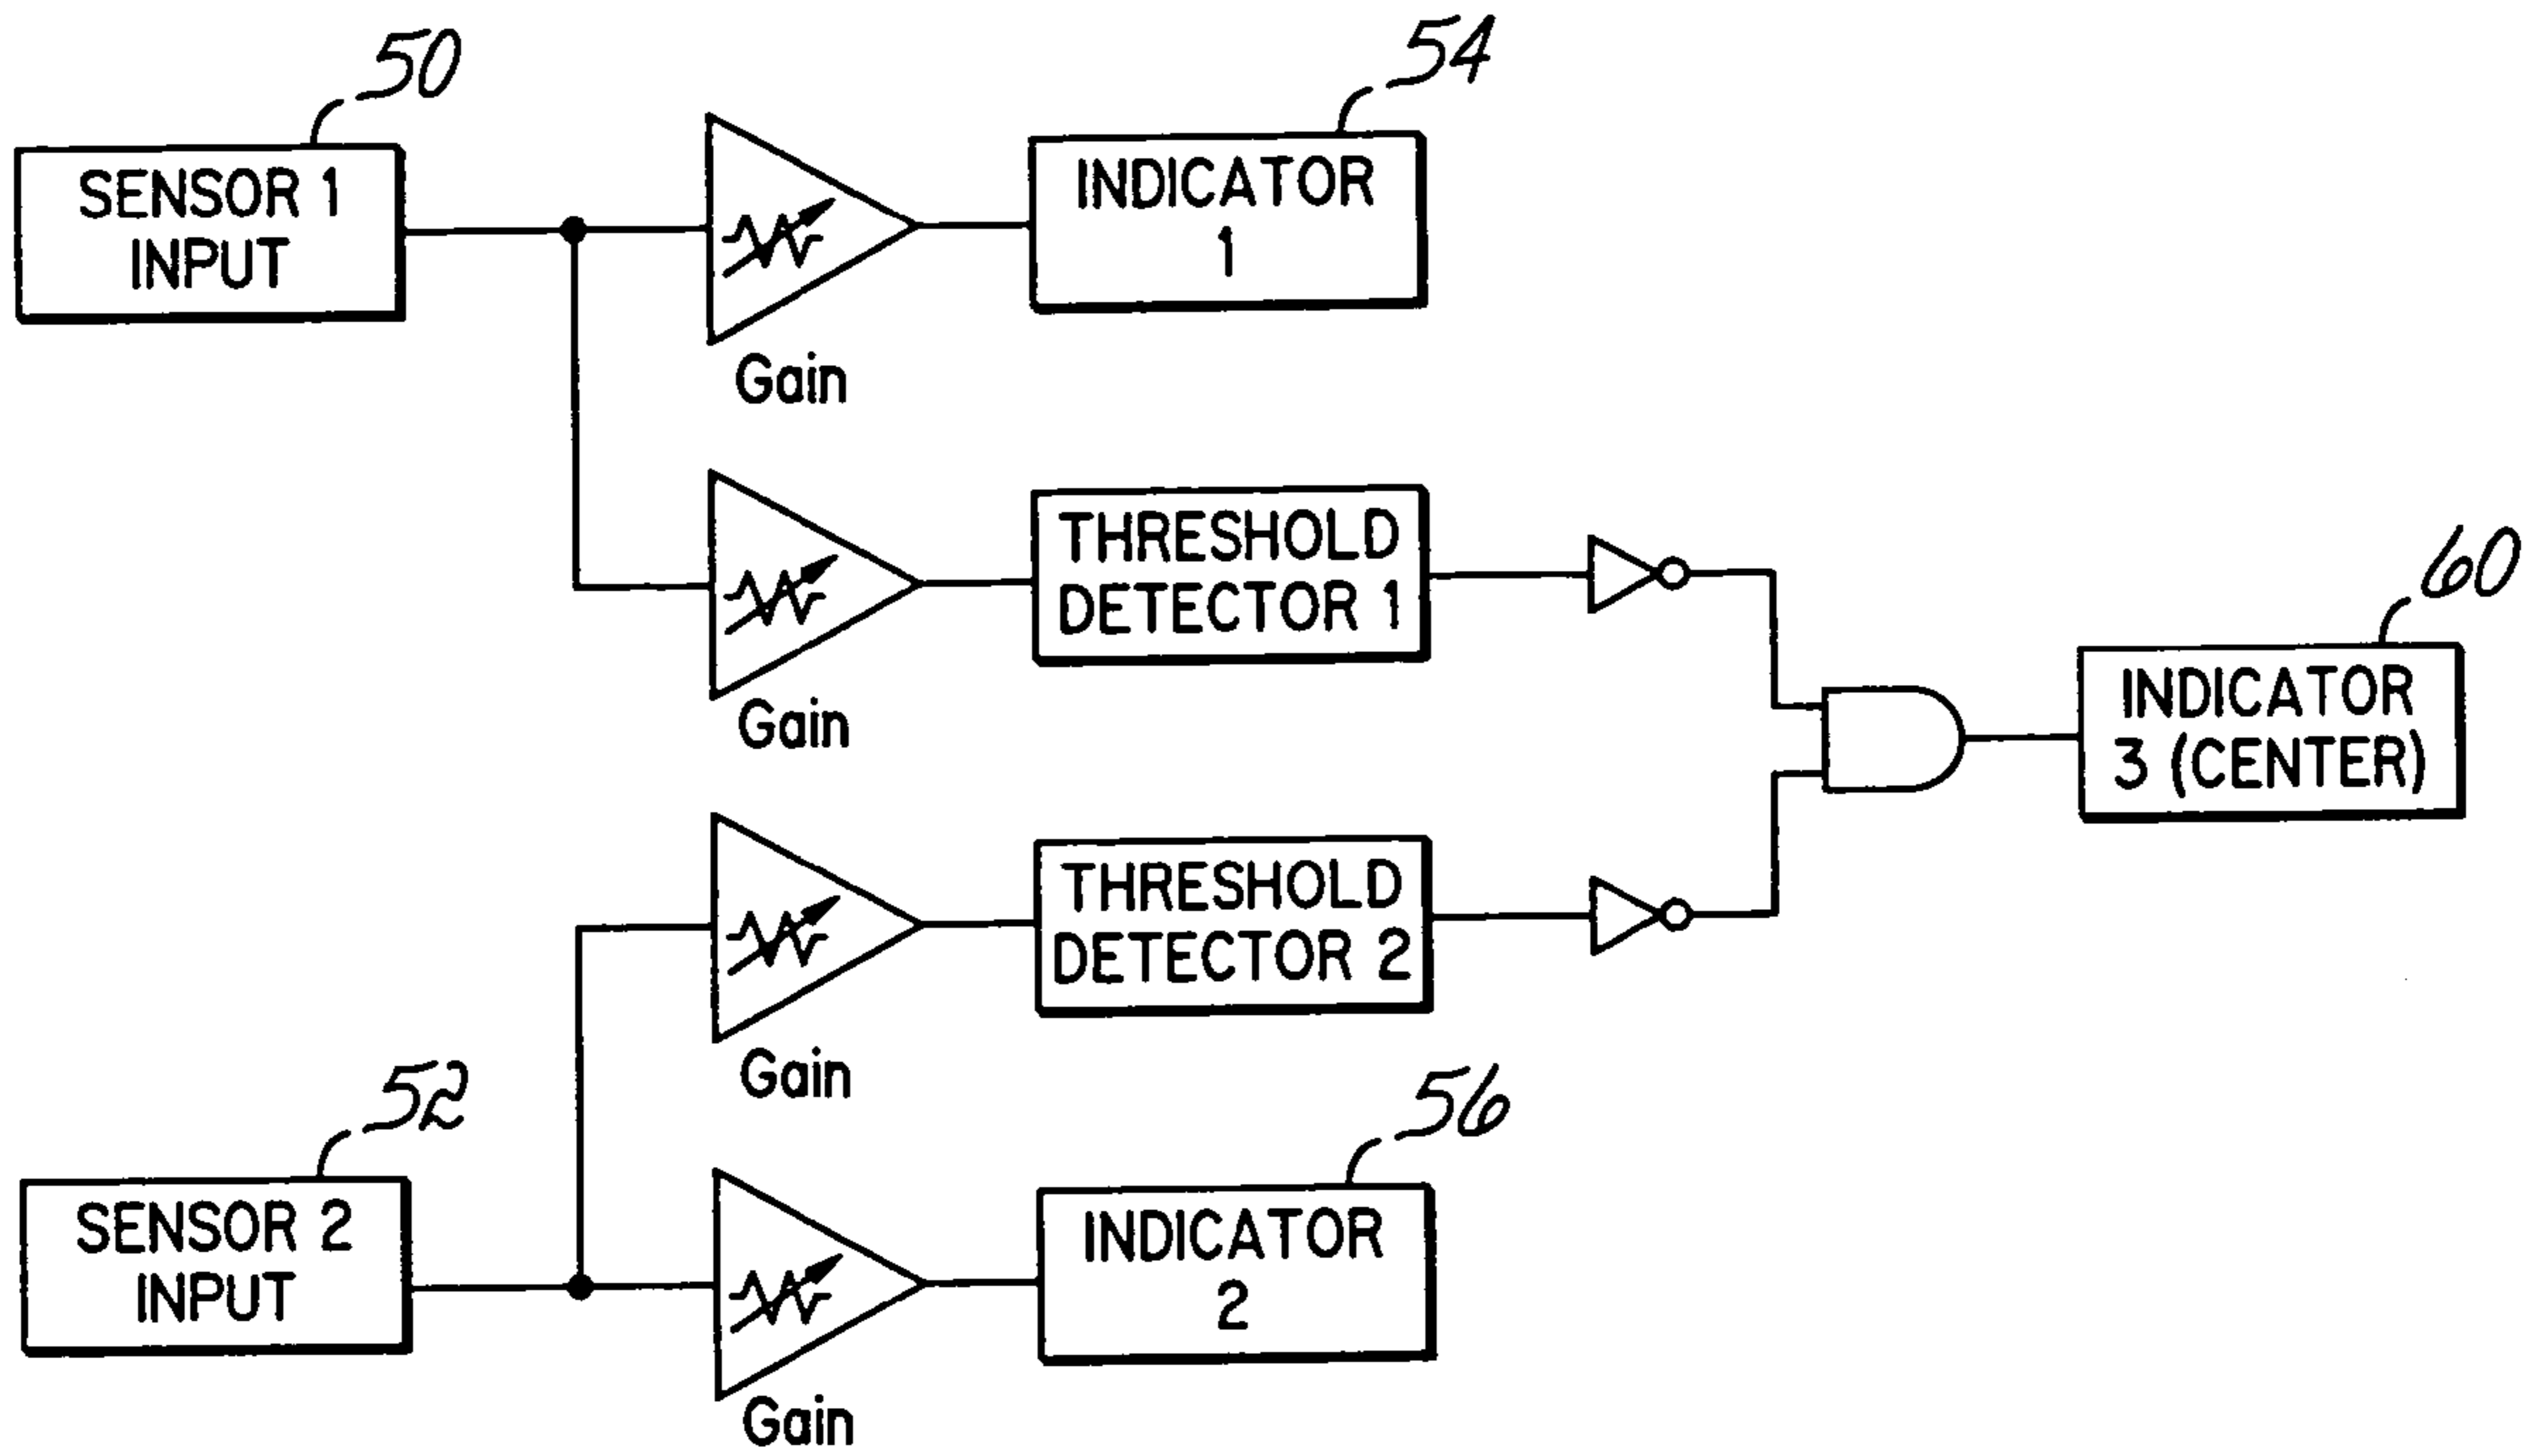 50
54
SENSOR 1
INPUT
INDICATOR
1
Gain
THRESHOLD
DETECTOR 1
Gain
60
INDICATOR
3 (CENTER)
THRESHOLD
DETECTOR 2
Gain
52
56
SENSOR 2
INPUT
INDICATOR
2
Gain